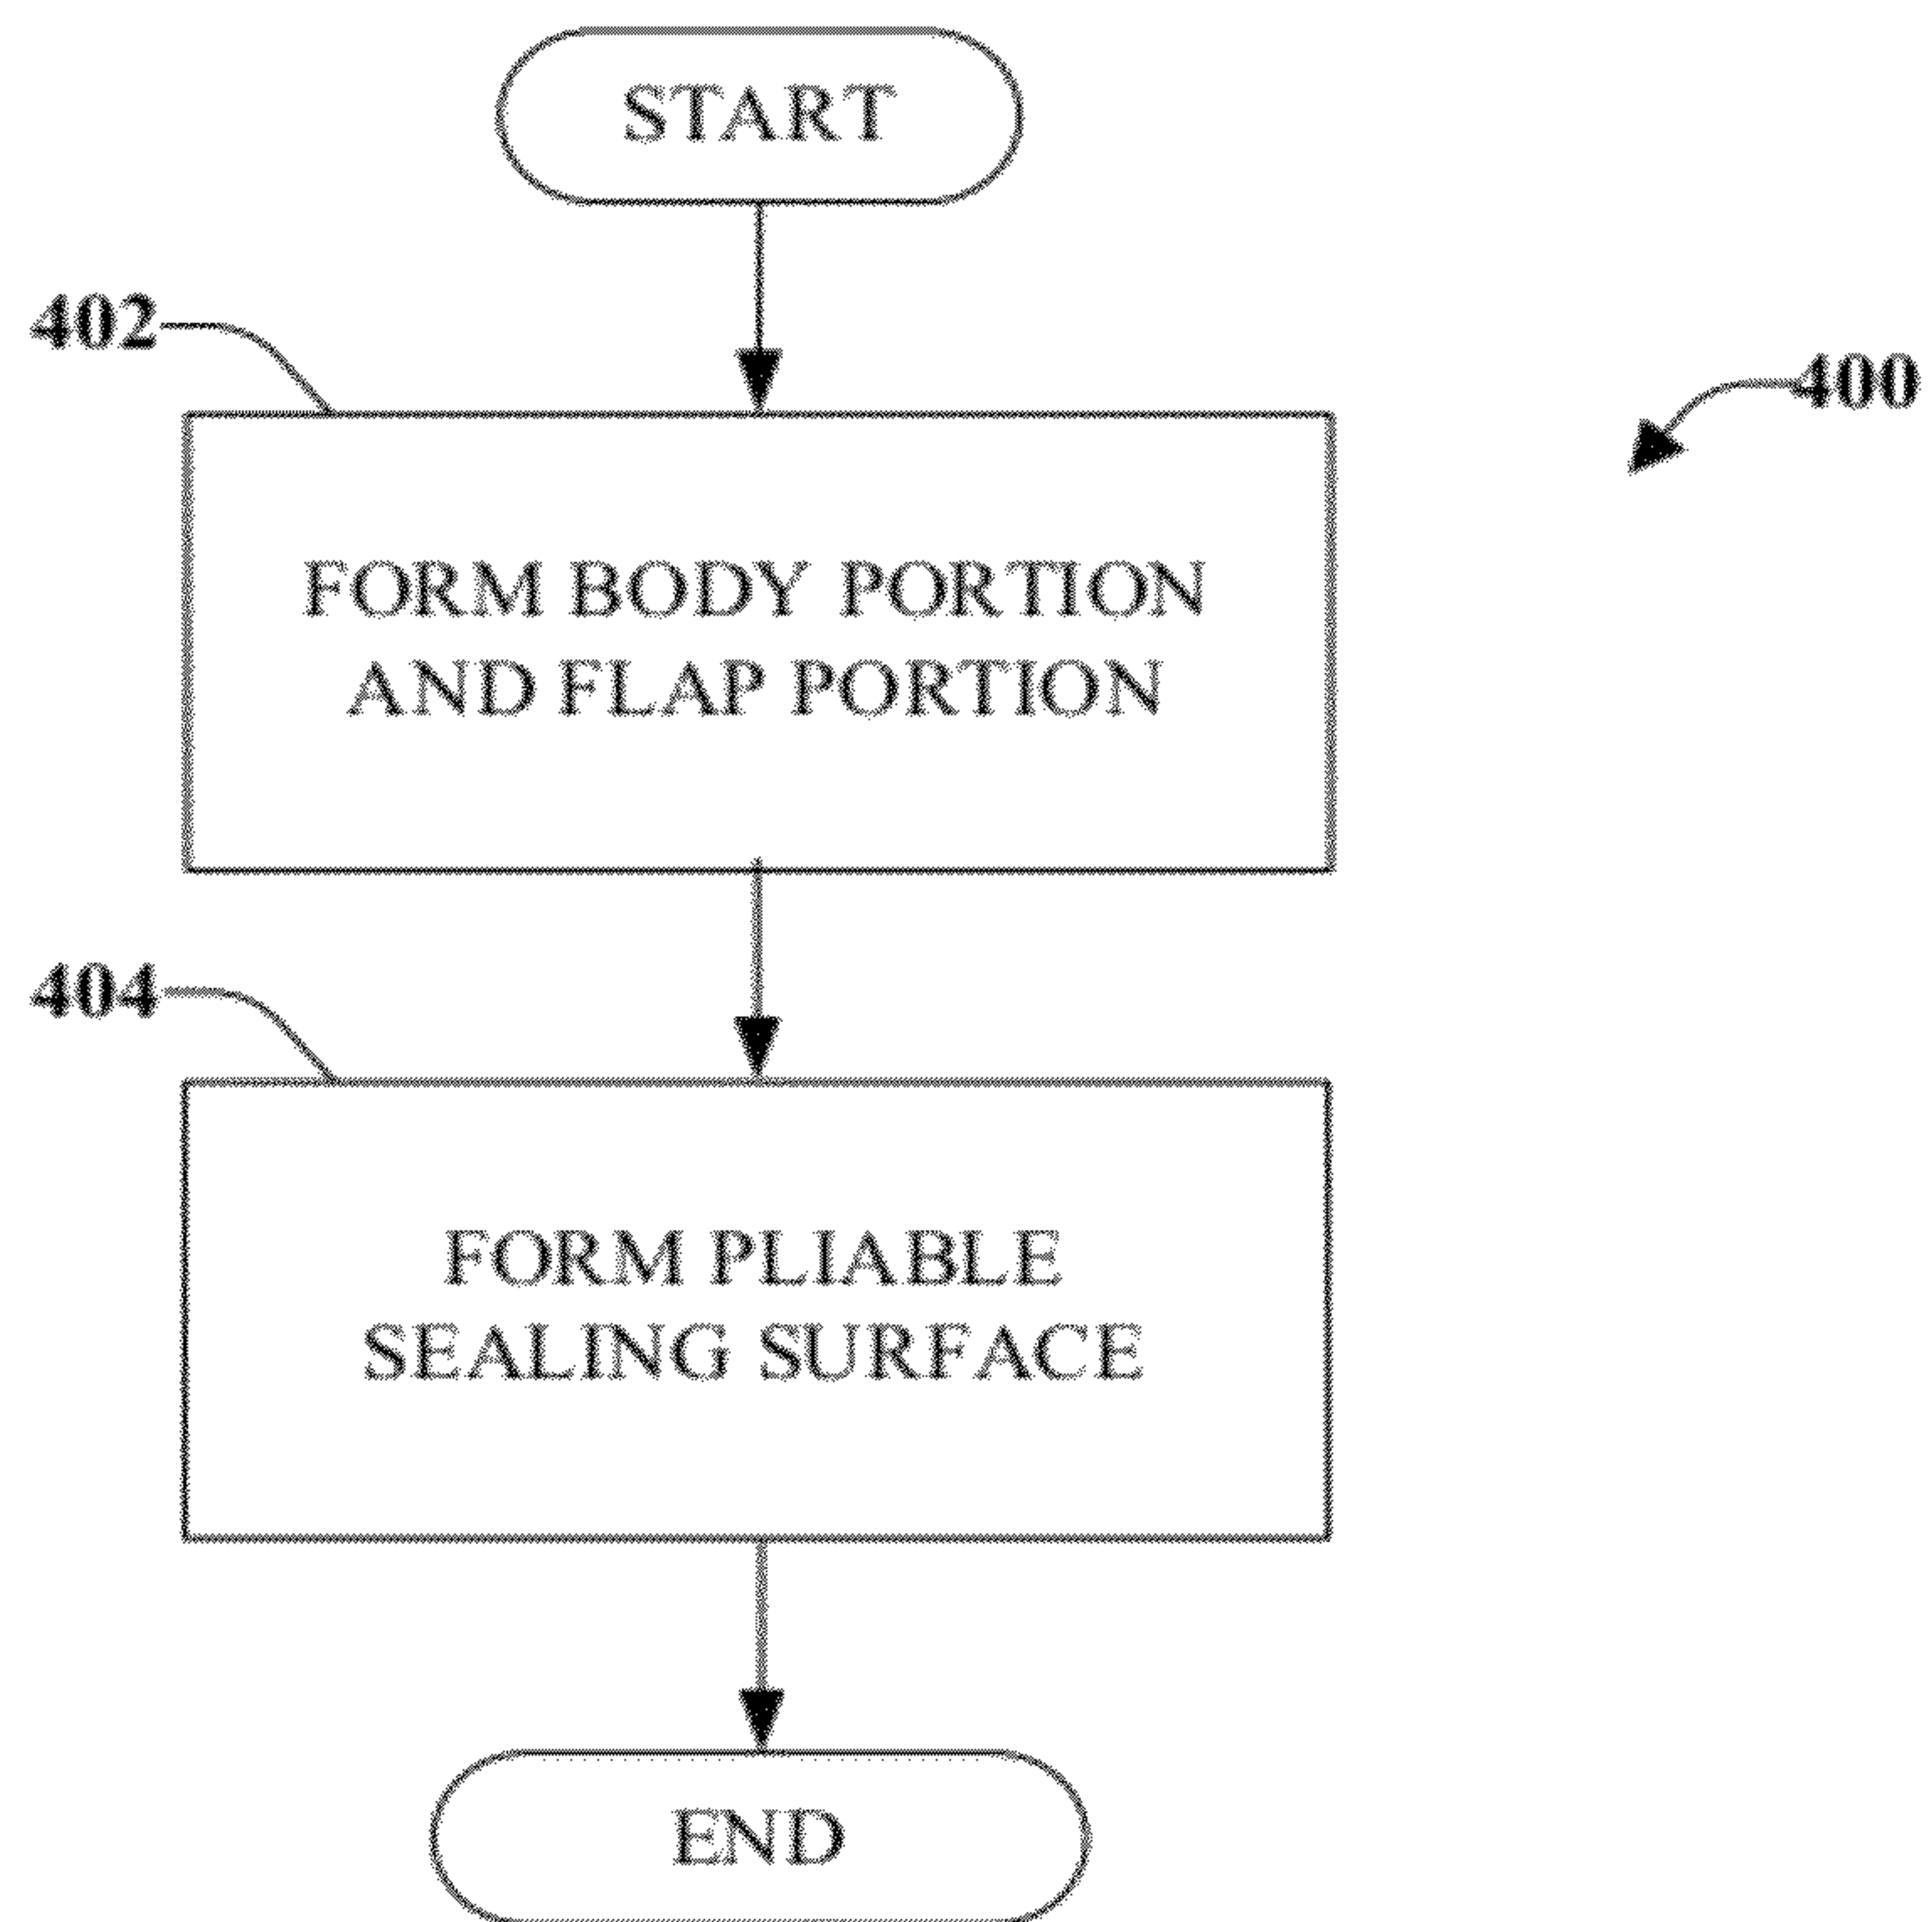 START
402
400
FORM BODY PORTION
AND FLAP PORTION
404
FORM PLIABLE
SEALING SURFACE
END